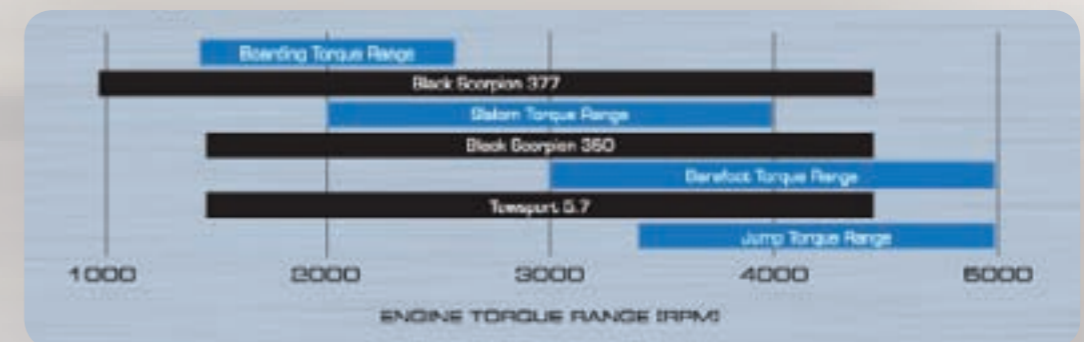 Boarding Torque Range
Black Scorpion 377
Slalom Torque Range
Black Scorpion 350
Barefoot Torque Range
Towsport 5.7
Jump Torque Range
1000 2000 3000 4000 5000
ENGINE TORQUE RANGE (RPM)